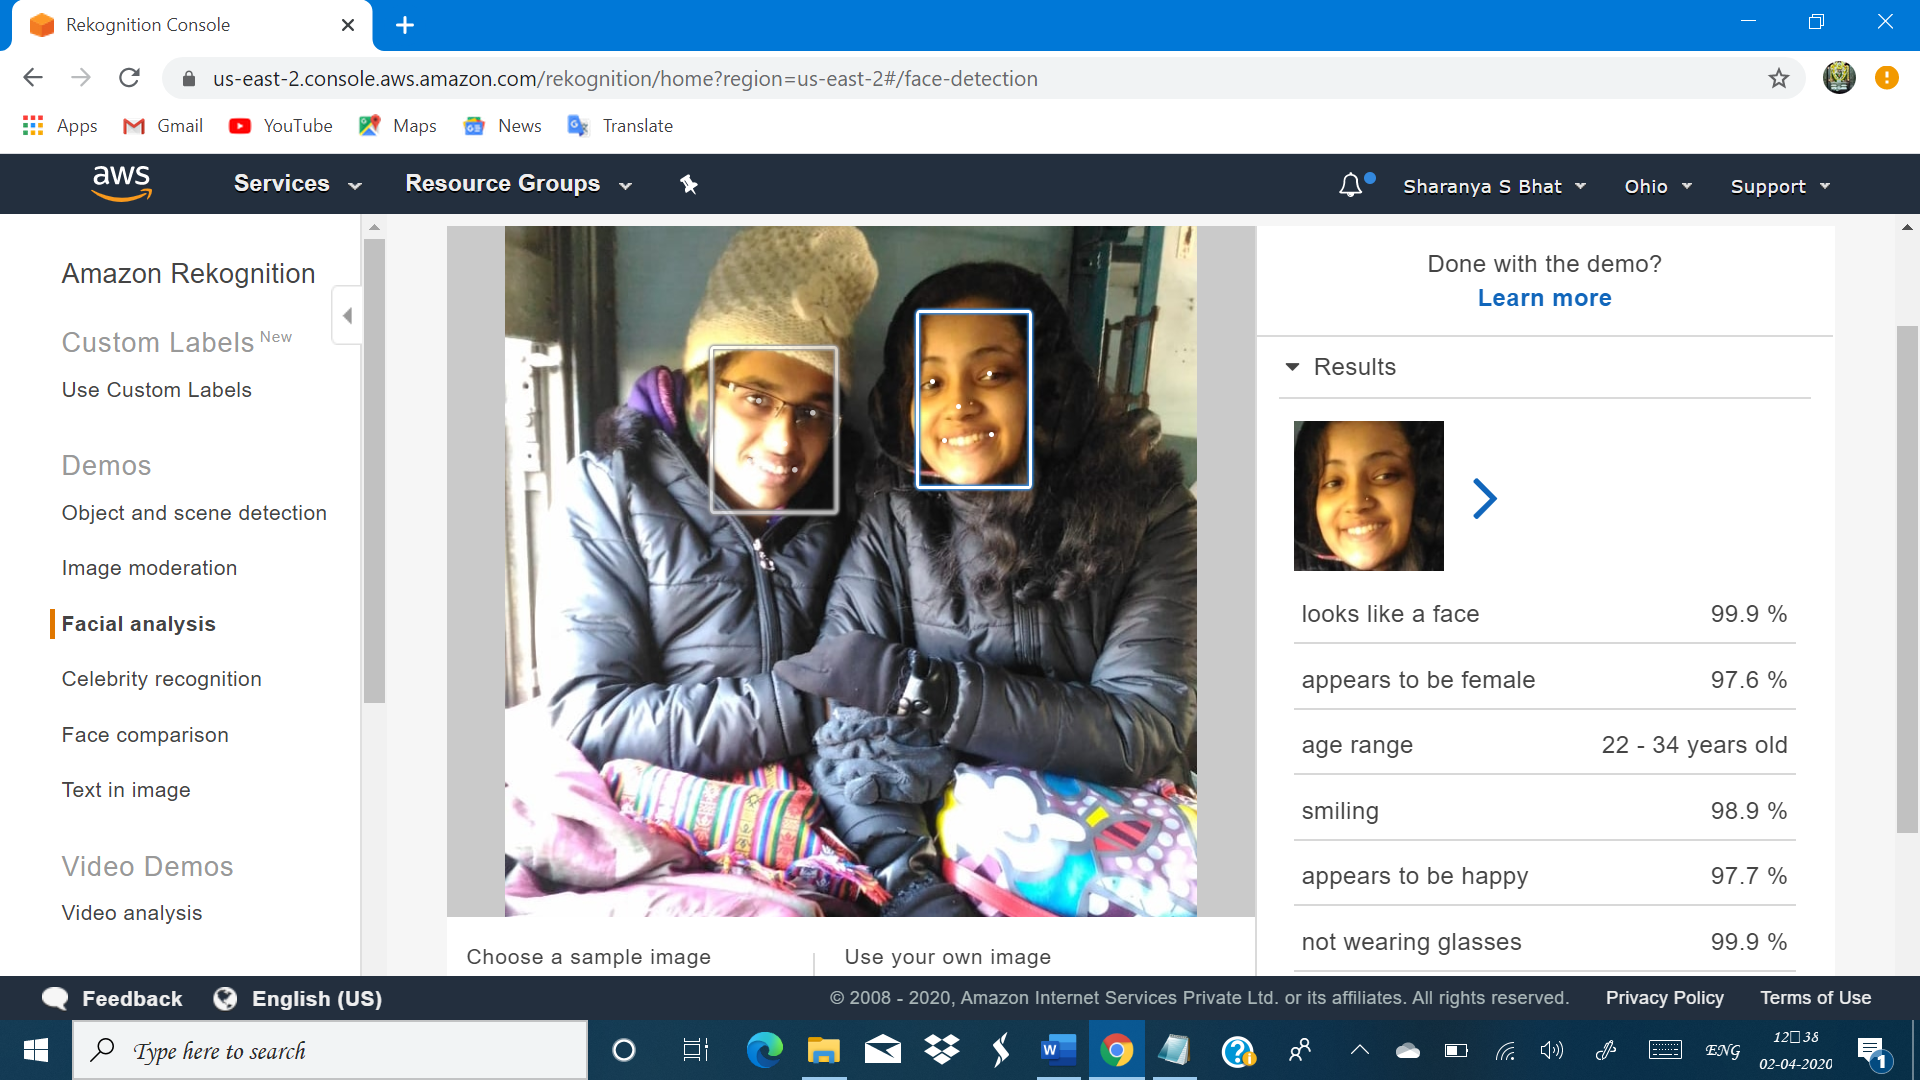 Rekognition Console
us-east-2.console.aws.amazon.com/rekognition/home?region=us-east-2#/face-detection
Apps Gmail YouTube Maps News Translate
aws Services Resource Groups Sharanya S Bhat Ohio Support
Amazon Rekognition
Custom Labels New
Use Custom Labels
Demos
Object and scene detection
Image moderation
Facial analysis
Celebrity recognition
Face comparison
Text in image
Video Demos
Video analysis
Choose a sample image
Use your own image
Done with the demo?
Learn more
Results
looks like a face 99.9 %
appears to be female 97.6 %
age range 22 - 34 years old
smiling 98.9 %
appears to be happy 97.7 %
not wearing glasses 99.9 %
Feedback English (US) © 2008 - 2020, Amazon Internet Services Private Ltd. or its affiliates. All rights reserved. Privacy Policy Terms of Use
Type here to search
ENG
12▯38
02-04-2020
1